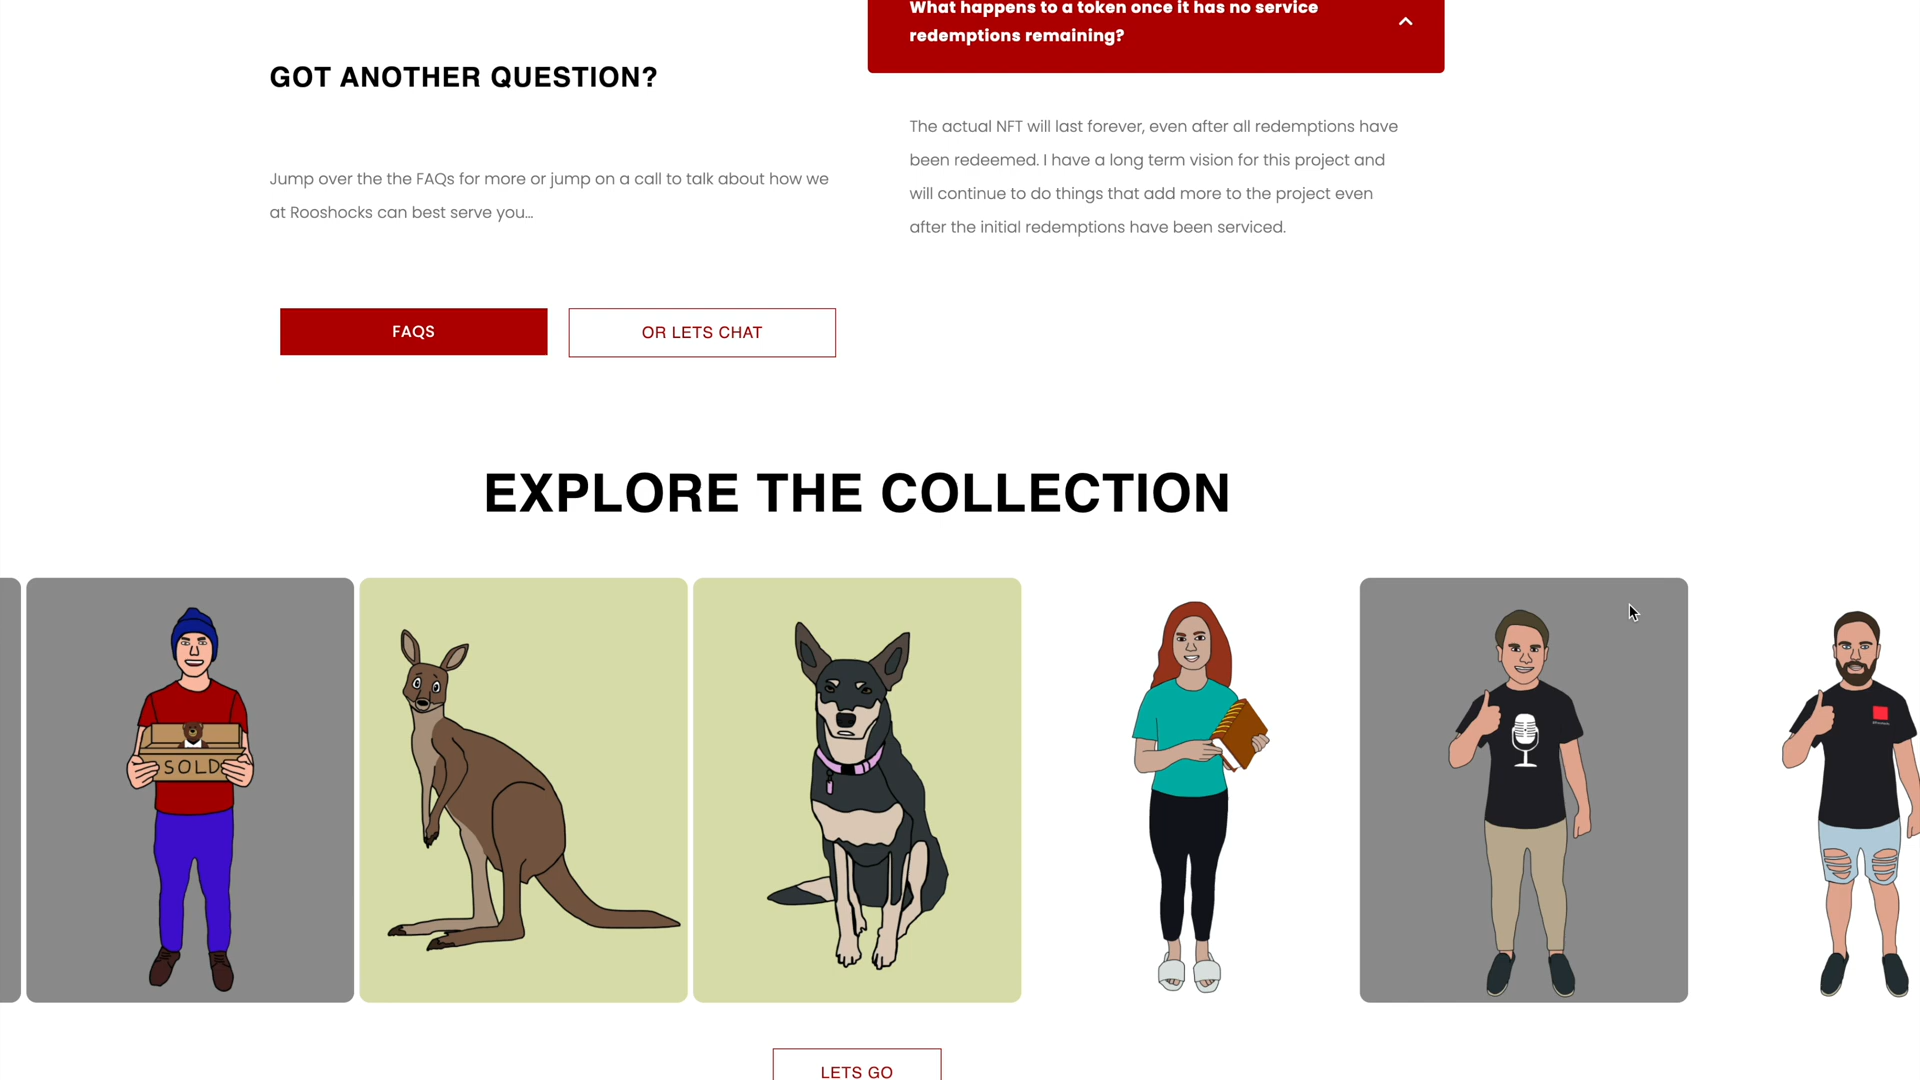 What happens to a token once it has no service
redemptions remaining?
GOT ANOTHER QUESTION?
The actual NFT will last forever, even after all redemptions have
been redeemed. I have a long term vision for this project and
will continue to do things that add more to the project even
after the initial redemptions have been serviced.
Jump over the the FAQs for more or jump on a call to talk about how we
at Rooshocks can best serve you...
FAQS
OR LETS CHAT
EXPLORE THE COLLECTION
SOLD
LETS GO